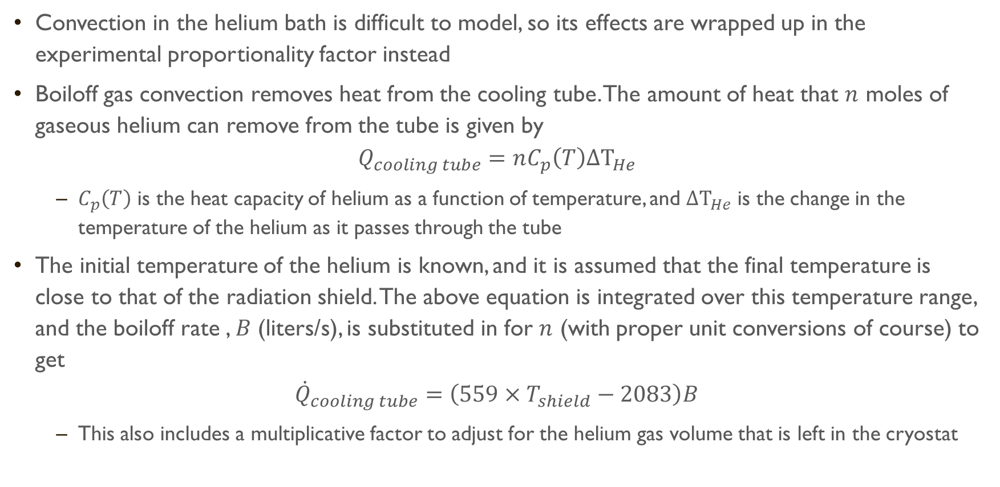 • Convection in the helium bath is difficult to model, so its effects are wrapped up in the
experimental proportionality factor instead
• Boiloff gas convection removes heat from the cooling tube. The amount of heat that n moles of
gaseous helium can remove from the tube is given by
Q_{cooling tube} = nC_p(T)ΔT_{He}
– C_p(T) is the heat capacity of helium as a function of temperature, and ΔT_{He} is the change in the
temperature of the helium as it passes through the tube
• The initial temperature of the helium is known, and it is assumed that the final temperature is
close to that of the radiation shield. The above equation is integrated over this temperature range,
and the boiloff rate , B (liters/s), is substituted in for n (with proper unit conversions of course) to
get
Q̇_{cooling tube} = (559 × T_{shield} − 2083)B
– This also includes a multiplicative factor to adjust for the helium gas volume that is left in the cryostat